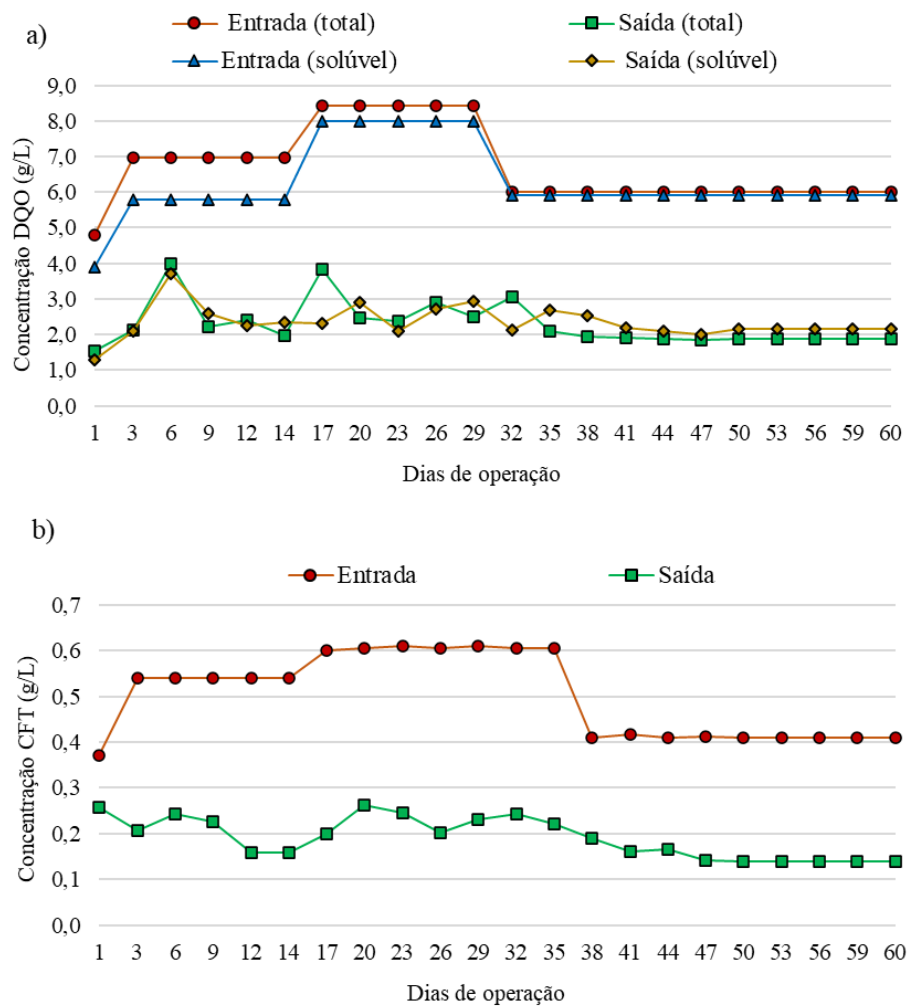 a)
Entrada (total) Saída (total)
Entrada (solúvel) Saída (solúvel)
Concentração DQO (g/L)
9,0
8,0
7,0
6,0
5,0
4,0
3,0
2,0
1,0
0,0
1 3 6 9 12 14 17 20 23 26 29 32 35 38 41 44 47 50 53 56 59 60
Dias de operação
b)
Entrada Saída
Concentração CFT (g/L)
0,7
0,6
0,5
0,4
0,3
0,2
0,1
0,0
1 3 6 9 12 14 17 20 23 26 29 32 35 38 41 44 47 50 53 56 59 60
Dias de operação